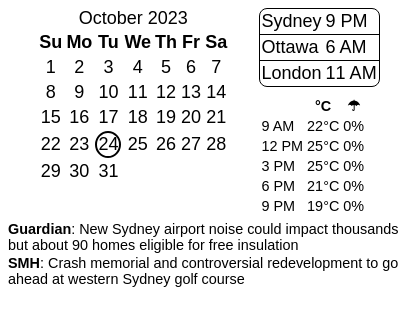 October 2023
Su Mo Tu We Th Fr Sa
1 2 3 4 5 6 7
8 9 10 11 12 13 14
15 16 17 18 19 20 21
22 23 24 25 26 27 28
29 30 31
Sydney 9 PM
Ottawa 6 AM
London 11 AM
°C ☂
9 AM 22°C 0%
12 PM 25°C 0%
3 PM 25°C 0%
6 PM 21°C 0%
9 PM 19°C 0%
Guardian: New Sydney airport noise could impact thousands
but about 90 homes eligible for free insulation
SMH: Crash memorial and controversial redevelopment to go
ahead at western Sydney golf course